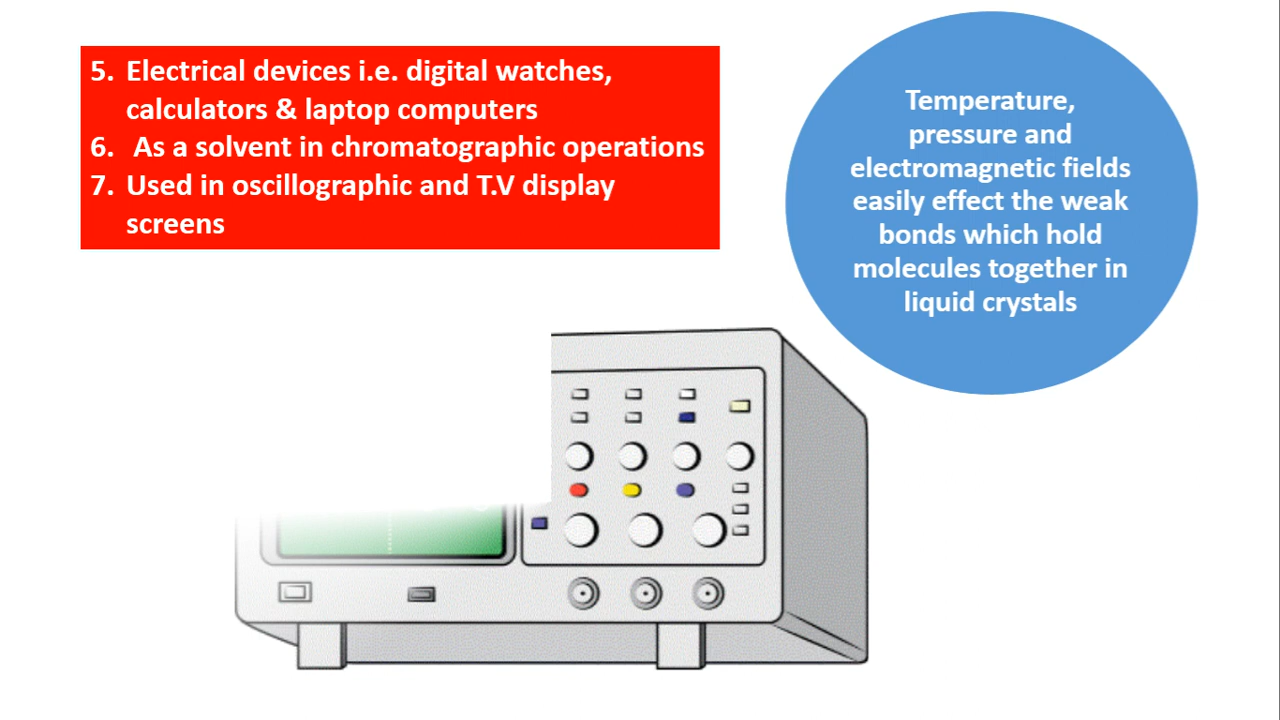 5. Electrical devices i.e. digital watches,
calculators & laptop computers
6. As a solvent in chromatographic operations
7. Used in oscillographic and T.V display
screens
Temperature,
pressure and
electromagnetic fields
easily effect the weak
bonds which hold
molecules together in
liquid crystals